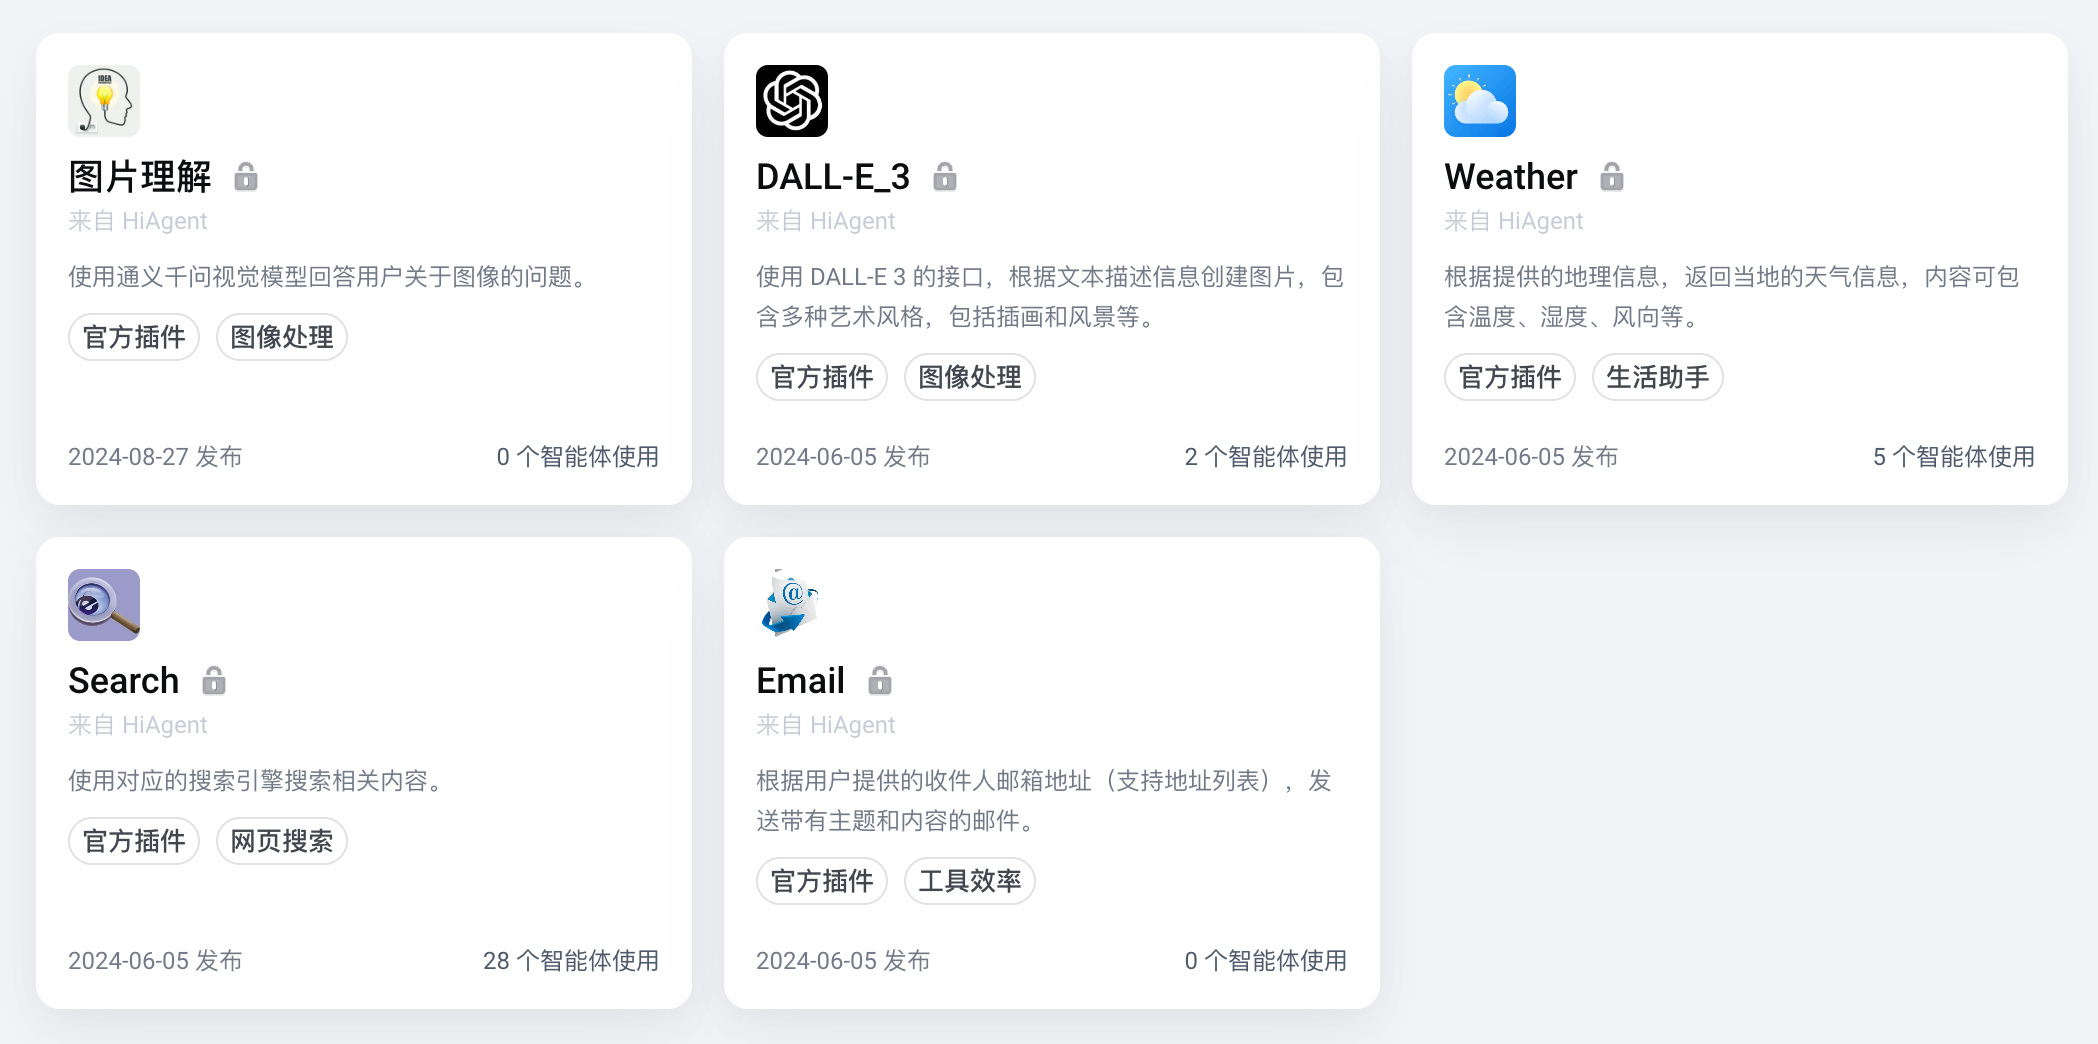 IDEA
图片理解
来自 HiAgent
使用通义千问视觉模型回答用户关于图像的问题。
官方插件 图像处理
2024-08-27 发布 0 个智能体使用
DALL-E_3
来自 HiAgent
使用 DALL-E 3 的接口，根据文本描述信息创建图片，包
含多种艺术风格，包括插画和风景等。
官方插件 图像处理
2024-06-05 发布 2 个智能体使用
Weather
来自 HiAgent
根据提供的地理信息，返回当地的天气信息，内容可包
含温度、湿度、风向等。
官方插件 生活助手
2024-06-05 发布 5 个智能体使用
Search
来自 HiAgent
使用对应的搜索引擎搜索相关内容。
官方插件 网页搜索
2024-06-05 发布 28 个智能体使用
@
Email
来自 HiAgent
根据用户提供的收件人邮箱地址（支持地址列表），发
送带有主题和内容的邮件。
官方插件 工具效率
2024-06-05 发布 0 个智能体使用